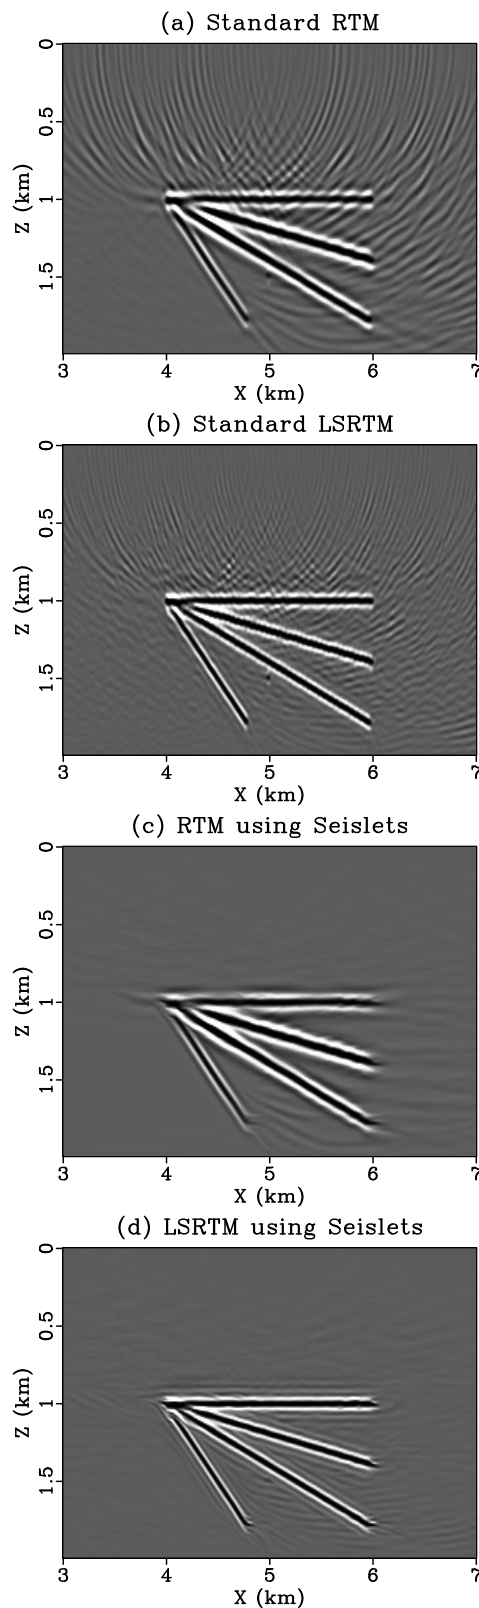 (a) Standard RTM
0
0.5
1
1.5
Z (km)
3 4 5 6 7
X (km)
(b) Standard LSRTM
0
0.5
1
1.5
Z (km)
3 4 5 6 7
X (km)
(c) RTM using Seislets
0
0.5
1
1.5
Z (km)
3 4 5 6 7
X (km)
(d) LSRTM using Seislets
0
0.5
1
1.5
Z (km)
3 4 5 6 7
X (km)